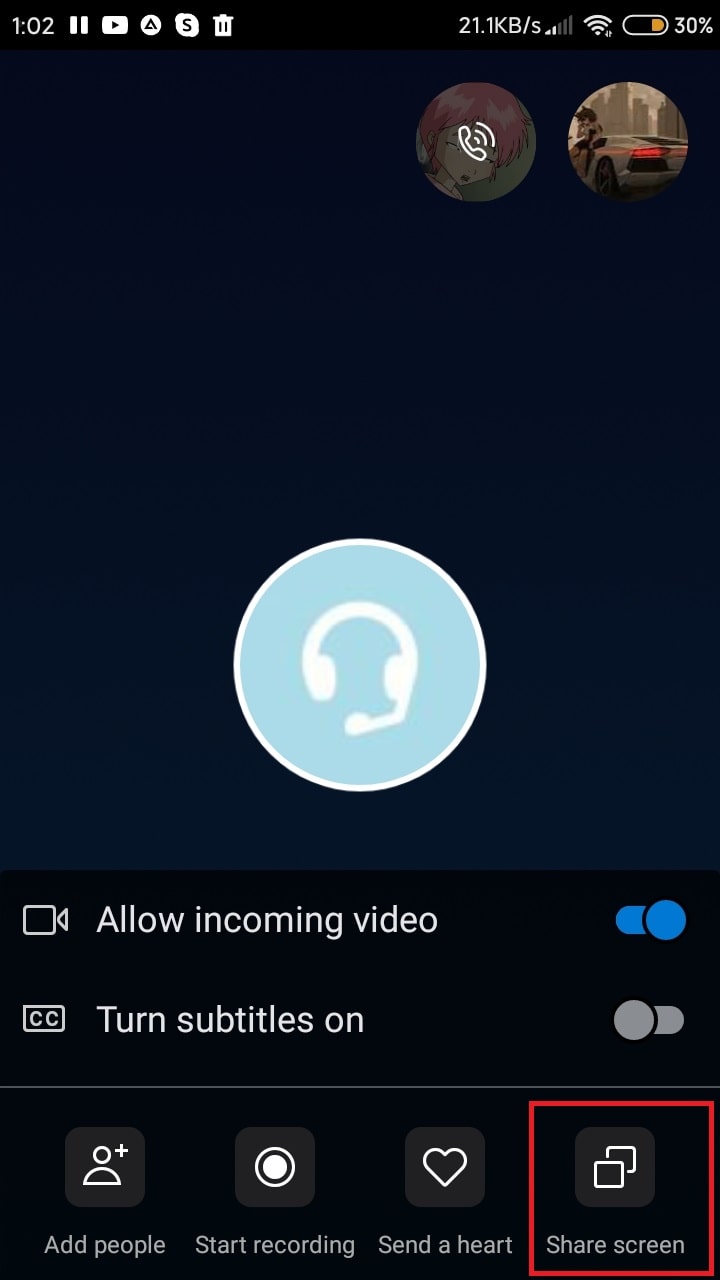 1:02 21.1KB/s 30%
Allow incoming video
CC Turn subtitles on
Add people Start recording Send a heart Share screen